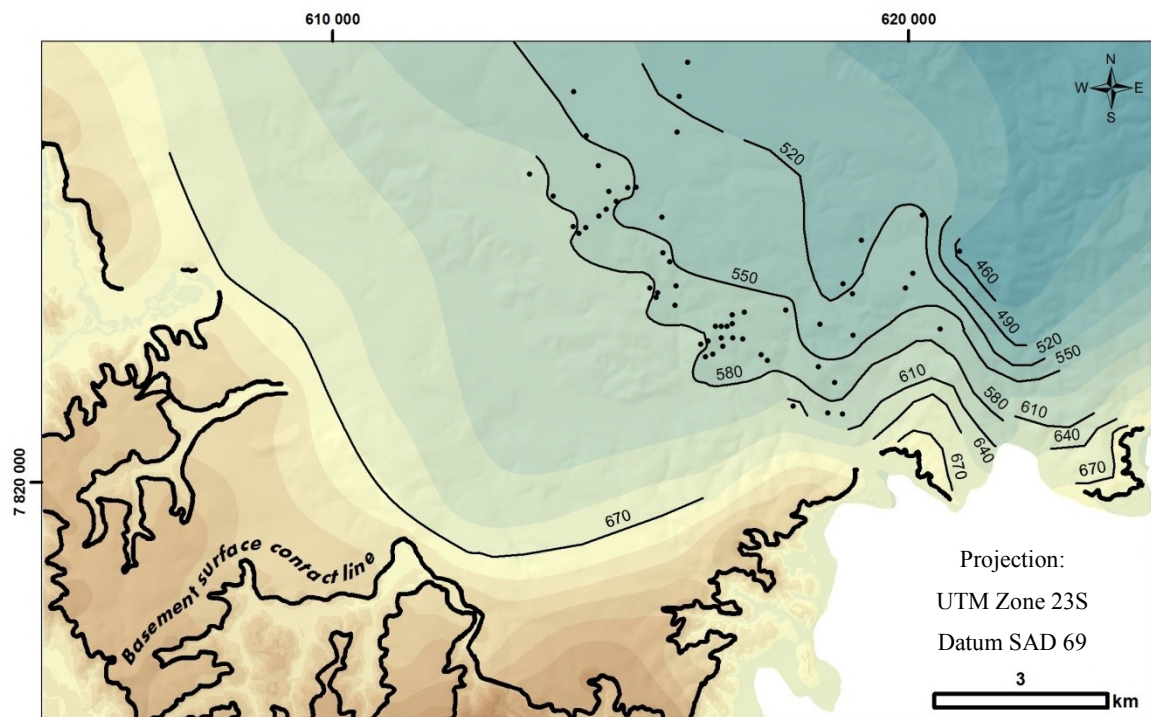 610 000
620 000
N
W E
S
520
460
550
490
520
550
580
610
580
610
640
640
670
670
7 820 000
670
Basement surface contact line
Projection:
UTM Zone 23S
Datum SAD 69
3
km